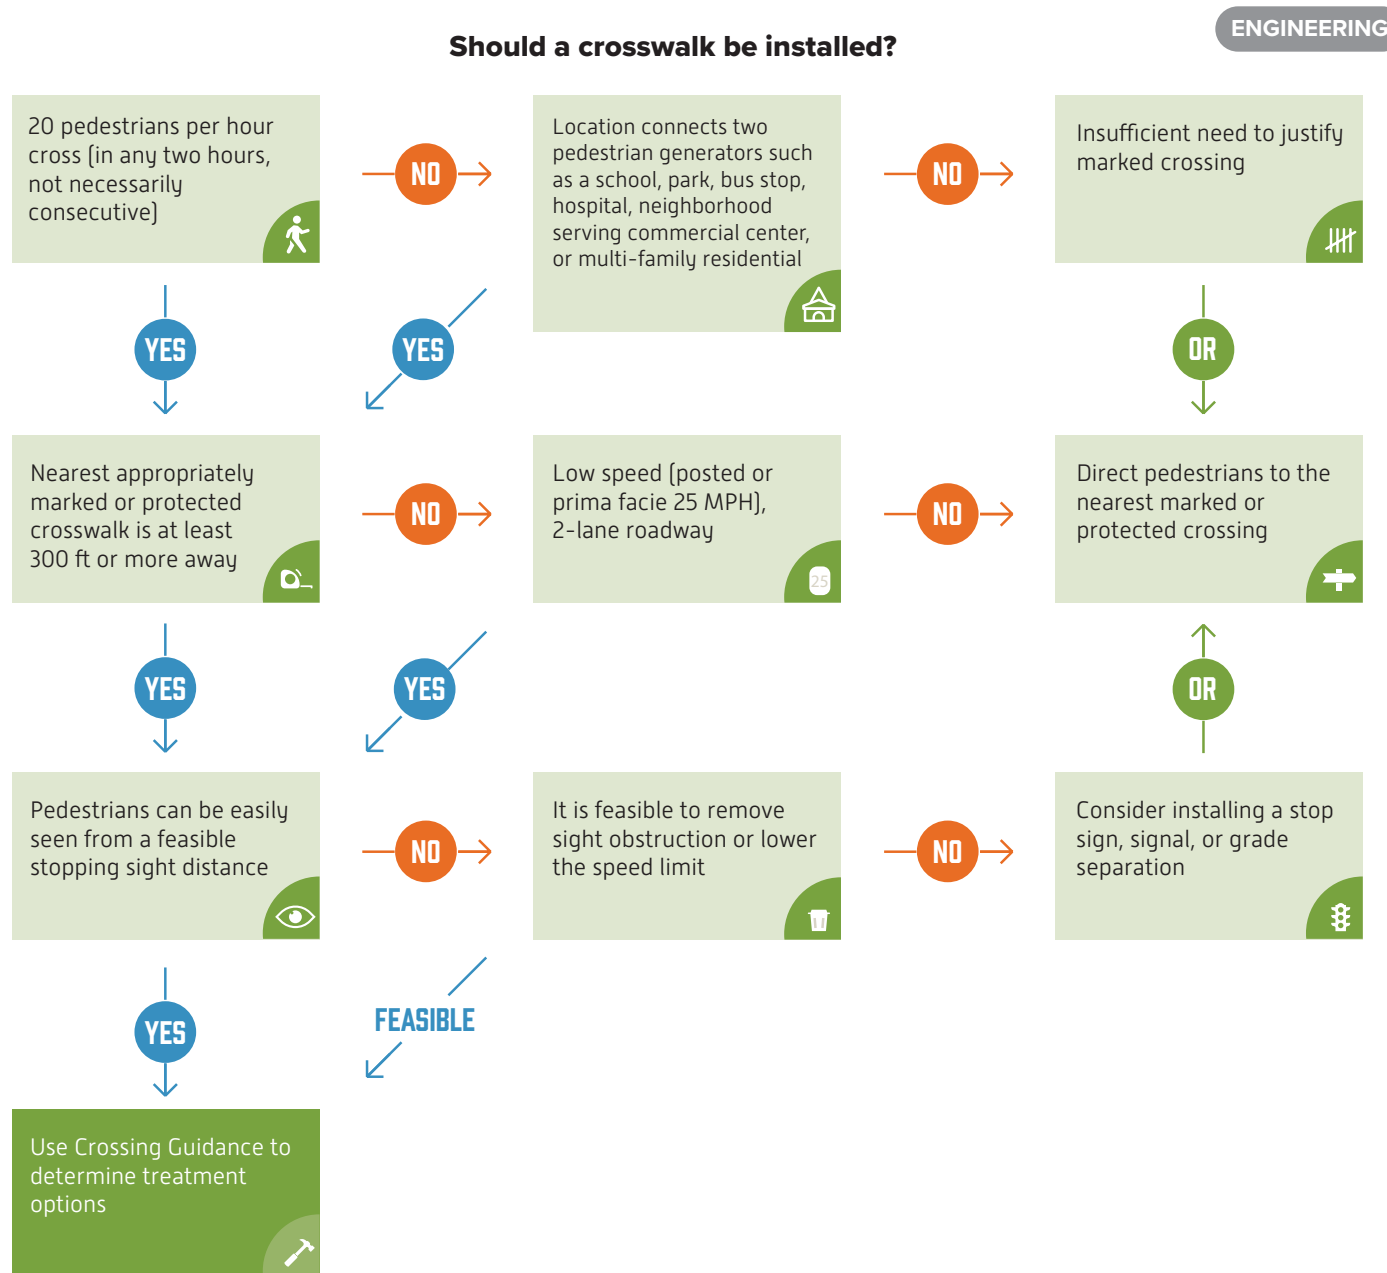 ENGINEERING
Should a crosswalk be installed?
20 pedestrians per hour
cross (in any two hours,
not necessarily
consecutive)
NO
Location connects two
pedestrian generators such
as a school, park, bus stop,
hospital, neighborhood
serving commercial center,
or multi-family residential
NO
Insufficient need to justify
marked crossing
YES
YES
OR
Nearest appropriately
marked or protected
crosswalk is at least
300 ft or more away
NO
Low speed (posted or
prima facie 25 MPH),
2-lane roadway
25
NO
Direct pedestrians to the
nearest marked or
protected crossing
YES
YES
OR
Pedestrians can be easily
seen from a feasible
stopping sight distance
NO
It is feasible to remove
sight obstruction or lower
the speed limit
NO
Consider installing a stop
sign, signal, or grade
separation
YES
FEASIBLE
Use Crossing Guidance to
determine treatment
options